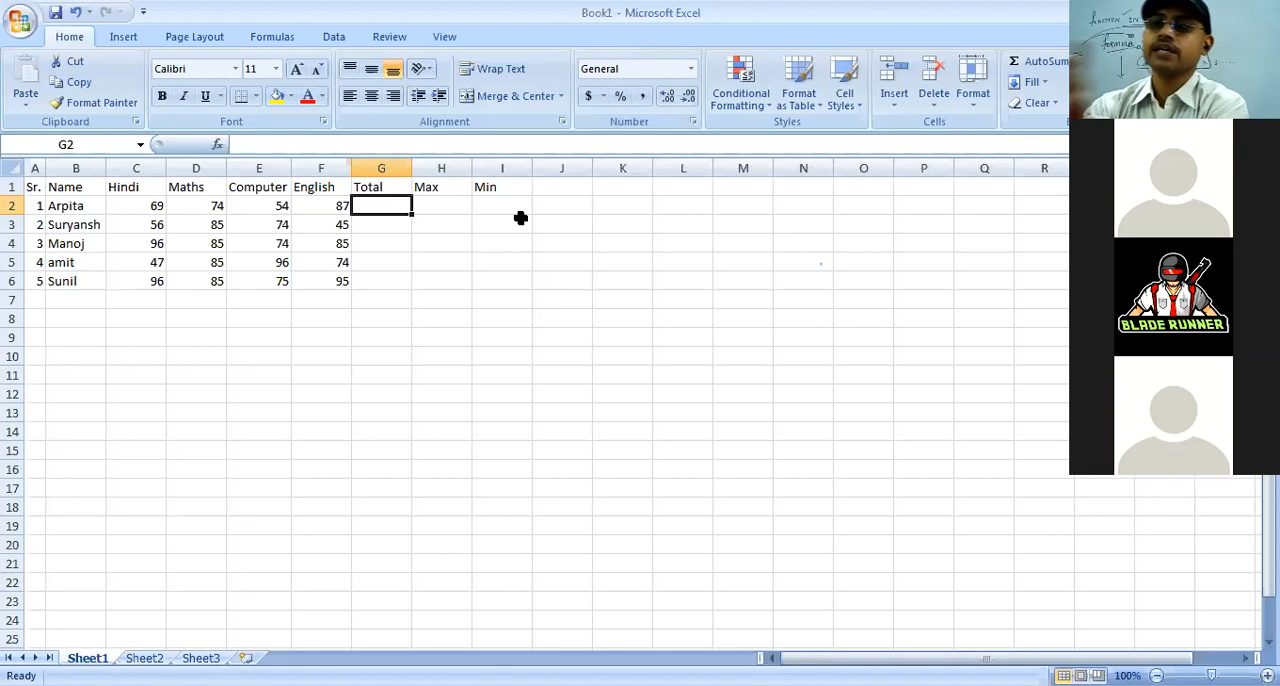 Book1 - Microsoft Excel
Home Insert Page Layout Formulas Data Review View
Paste
Cut
Copy
Format Painter
Clipboard
Calibri 11 A A
B I U A
Font
Wrap Text
Merge & Center
Alignment
General
$ % ,
Number
Conditional Formatting
Format as Table
Cell Styles
Styles
Insert Delete Format
Cells
Σ AutoSum
Fill
Clear
G2 fx
A B C D E F G H I J K L M N O P Q R
1 Sr. Name Hindi Maths Computer English Total Max Min
2 1 Arpita 69 74 54 87
3 2 Suryansh 56 85 74 45
4 3 Manoj 96 85 74 85
5 4 amit 47 85 96 74
6 5 Sunil 96 85 75 95
7
8
9
10
11
12
13
14
15
16
17
18
19
20
21
22
23
24
25
BLADE RUNNER
Sheet1 Sheet2 Sheet3
Ready 100%